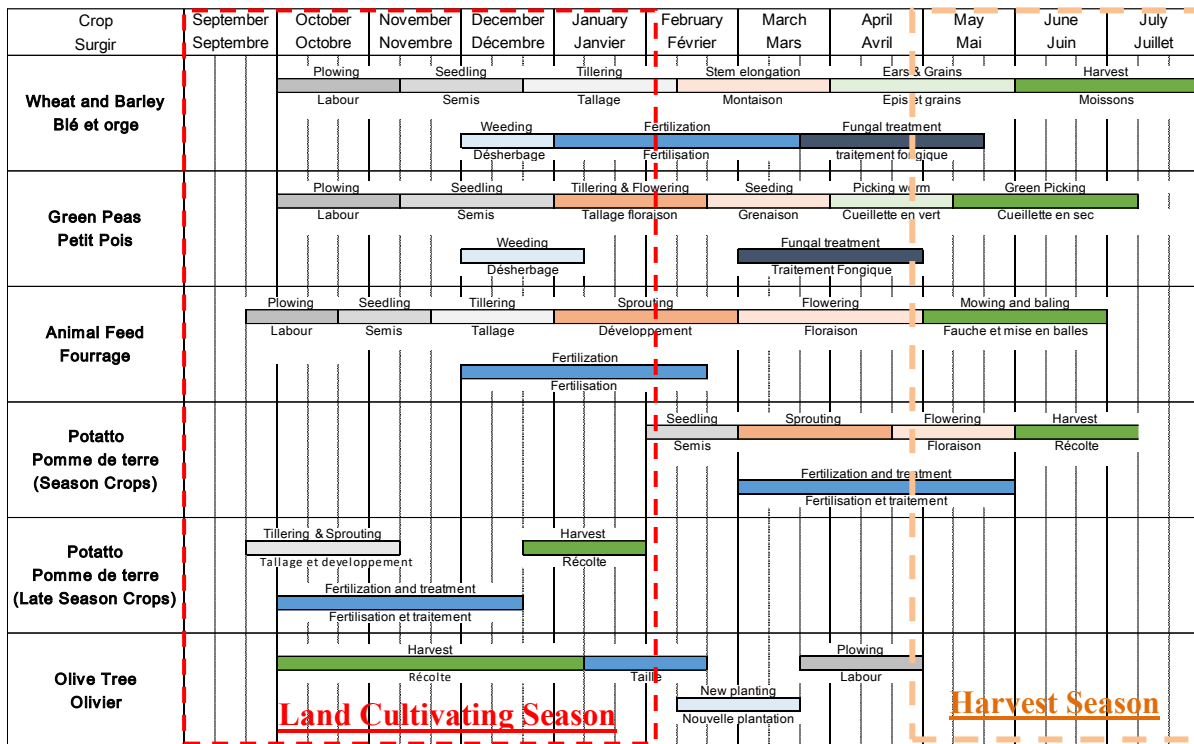 Crop
Surgir
September
Septembre
October
Octobre
November
Novembre
December
Décembre
January
Janvier
February
Février
March
Mars
April
Avril
May
Mai
June
Juin
July
Juillet
Wheat and Barley
Blé et orge
Plowing
Labour
Seedling
Semis
Tillering
Tallage
Stem elongation
Montaison
Ears & Grains
Epis et grains
Harvest
Moissons
Weeding
Désherbage
Fertilization
Fertilisation
Fungal treatment
traitement fongique
Green Peas
Petit Pois
Plowing
Labour
Seedling
Semis
Tillering & Flowering
Tallage floraison
Seeding
Grenaison
Picking worm
Cueillette en vert
Green Picking
Cueillette en sec
Weeding
Désherbage
Fungal treatment
Traitement Fongique
Animal Feed
Fourrage
Plowing
Labour
Seedling
Semis
Tillering
Tallage
Sprouting
Développement
Flowering
Floraison
Mowing and baling
Fauche et mise en balles
Fertilization
Fertilisation
Potatto
Pomme de terre
(Season Crops)
Seedling
Semis
Sprouting
Flowering
Floraison
Harvest
Récolte
Fertilization and treatment
Fertilisation et traitement
Potatto
Pomme de terre
(Late Season Crops)
Tillering & Sprouting
Tallage et developpement
Harvest
Récolte
Fertilization and treatment
Fertilisation et traitement
Olive Tree
Olivier
Harvest
Récolte
Taille
Plowing
Labour
New planting
Nouvelle plantation
Land Cultivating Season
Harvest Season